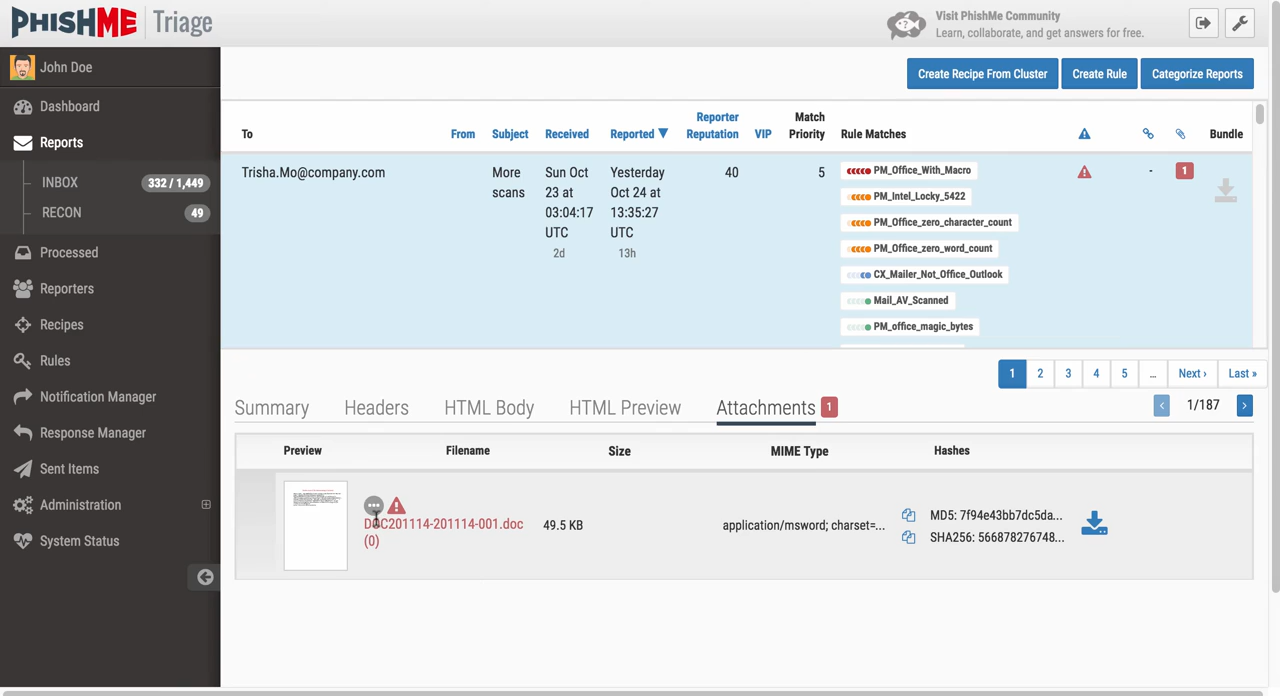 PHISHME Triage
Visit PhishMe Community
Learn, collaborate, and get answers for free.
John Doe
Dashboard
Reports
INBOX 332 / 1,449
RECON 49
Processed
Reporters
Recipes
Rules
Notification Manager
Response Manager
Sent Items
Administration
System Status
Create Recipe From Cluster Create Rule Categorize Reports
To From Subject Received Reported ▼ Reporter Reputation VIP Match Priority Rule Matches Bundle
Trisha.Mo@company.com
More scans
Sun Oct 23 at 03:04:17 UTC
2d
Yesterday Oct 24 at 13:35:27 UTC
13h
40
5
PM_Office_With_Macro
PM_Intel_Locky_5422
PM_Office_zero_character_count
PM_Office_zero_word_count
CX_Mailer_Not_Office_Outlook
Mail_AV_Scanned
PM_office_magic_bytes
-
1
1 2 3 4 5 ... Next › Last »
Summary Headers HTML Body HTML Preview Attachments 1
‹ 1/187 ›
Preview Filename Size MIME Type Hashes
DOC201114-201114-001.doc
(0)
49.5 KB
application/msword; charset=...
MD5: 7f94e43bb7dc5da...
SHA256: 566878276748...